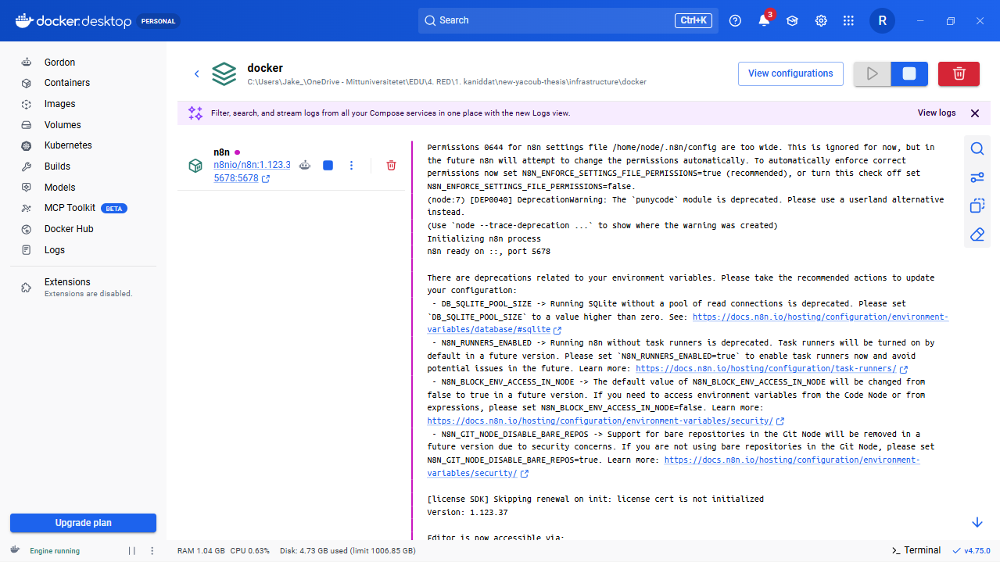 docker.desktop PERSONAL
Search Ctrl+K
3
R
Gordon
Containers
Images
Volumes
Kubernetes
Builds
Models
MCP Toolkit BETA
Docker Hub
Logs
Extensions
Extensions are disabled.
Upgrade plan
docker
C:\Users\Jake_\OneDrive - Mittuniversitetet\EDU\4. RED\1. kaniddat\new-yacoub-thesis\infrastructure\docker
View configurations
Filter, search, and stream logs from all your Compose services in one place with the new Logs view.
View logs
n8n
n8nio/n8n:1.123.3
5678:5678
Permissions 0644 for n8n settings file /home/node/.n8n/config are too wide. This is ignored for now, but in
the future n8n will attempt to change the permissions automatically. To automatically enforce correct
permissions now set N8N_ENFORCE_SETTINGS_FILE_PERMISSIONS=true (recommended), or turn this check off set
N8N_ENFORCE_SETTINGS_FILE_PERMISSIONS=false.
(node:7) [DEP0040] DeprecationWarning: The `punycode` module is deprecated. Please use a userland alternative
instead.
(Use `node --trace-deprecation ...` to show where the warning was created)
Initializing n8n process
n8n ready on ::, port 5678
There are deprecations related to your environment variables. Please take the recommended actions to update
your configuration:
- DB_SQLITE_POOL_SIZE -> Running SQLite without a pool of read connections is deprecated. Please set
`DB_SQLITE_POOL_SIZE` to a value higher than zero. See: https://docs.n8n.io/hosting/configuration/environment-
variables/database/#sqlite
- N8N_RUNNERS_ENABLED -> Running n8n without task runners is deprecated. Task runners will be turned on by
default in a future version. Please set `N8N_RUNNERS_ENABLED=true` to enable task runners now and avoid
potential issues in the future. Learn more: https://docs.n8n.io/hosting/configuration/task-runners/
- N8N_BLOCK_ENV_ACCESS_IN_NODE -> The default value of N8N_BLOCK_ENV_ACCESS_IN_NODE will be changed from
false to true in a future version. If you need to access environment variables from the Code Node or from
expressions, please set N8N_BLOCK_ENV_ACCESS_IN_NODE=false. Learn more:
https://docs.n8n.io/hosting/configuration/environment-variables/security/
- N8N_GIT_NODE_DISABLE_BARE_REPOS -> Support for bare repositories in the Git Node will be removed in a
future version due to security concerns. If you are not using bare repositories in the Git Node, please set
N8N_GIT_NODE_DISABLE_BARE_REPOS=true. Learn more: https://docs.n8n.io/hosting/configuration/environment-
variables/security/
[license SDK] Skipping renewal on init: license cert is not initialized
Version: 1.123.37
Editor is now accessible via:
Engine running
RAM 1.04 GB CPU 0.63% Disk: 4.73 GB used (limit 1006.85 GB)
Terminal
v4.75.0